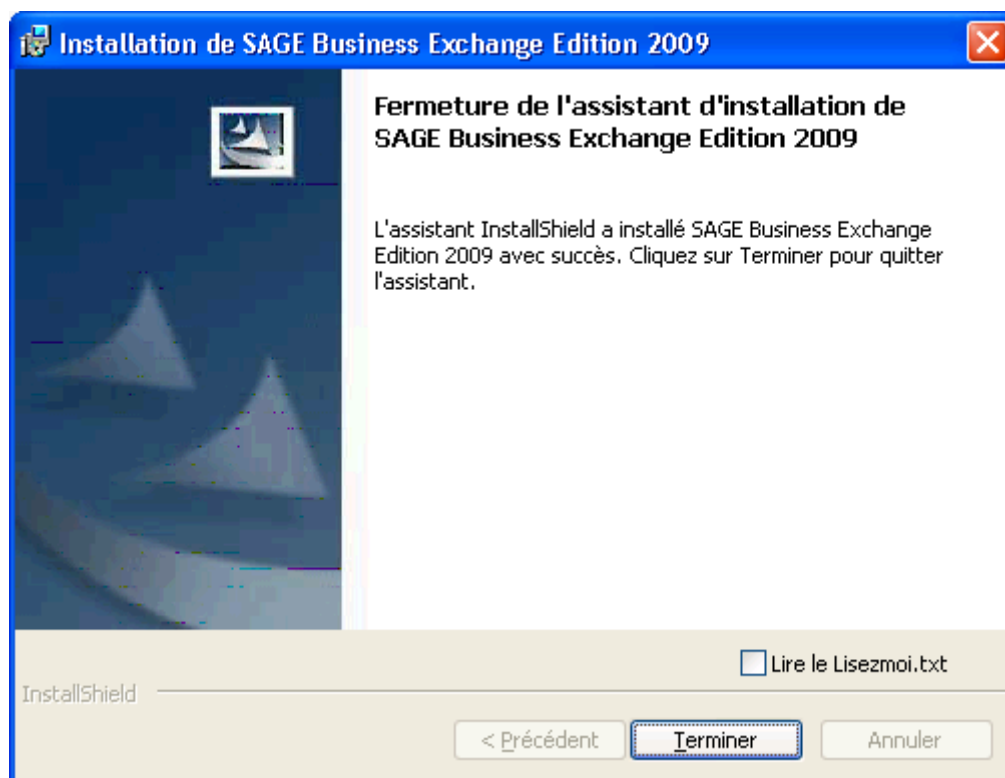 Installation de SAGE Business Exchange Edition 2009
Fermeture de l'assistant d'installation de
SAGE Business Exchange Edition 2009
L'assistant InstallShield a installé SAGE Business Exchange
Edition 2009 avec succès. Cliquez sur Terminer pour quitter
l'assistant.
Lire le Lisezmoi.txt
InstallShield
< Précédent
Terminer
Annuler